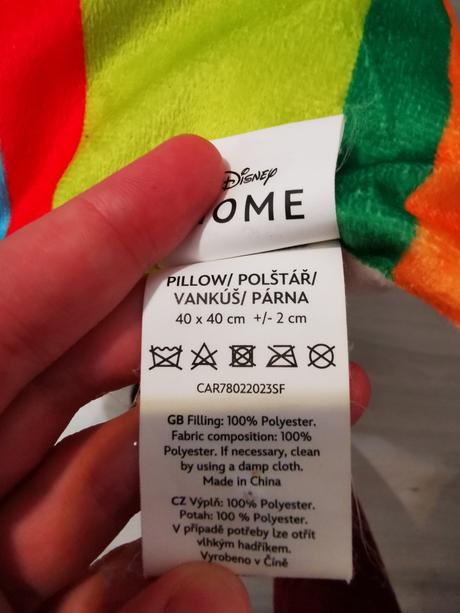 Disney
HOME
PILLOW/ POLŠTÁŘ/
VANKÚŠ/ PÁRNA
40 x 40 cm +/- 2 cm
CAR78022023SF
GB Filling: 100% Polyester.
Fabric composition: 100%
Polyester. If necessary, clean
by using a damp cloth.
Made in China
CZ Výplň: 100% Polyester.
Potah: 100 % Polyester.
V případě potřeby lze otřít
vlhkým hadříkem.
Vyrobeno v Číně